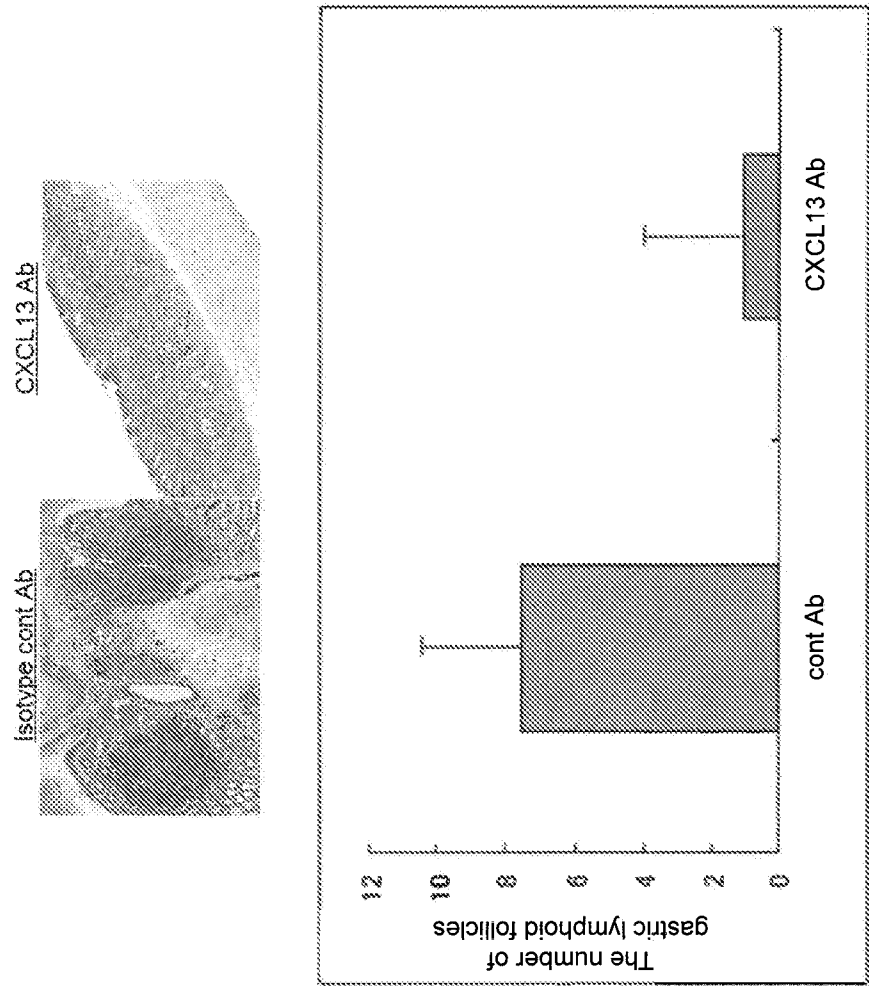 Isotype cont Ab
CXCL13 Ab
The number of
gastric lymphoid follicles
12
10
8
6
4
2
0
cont Ab
CXCL13 Ab